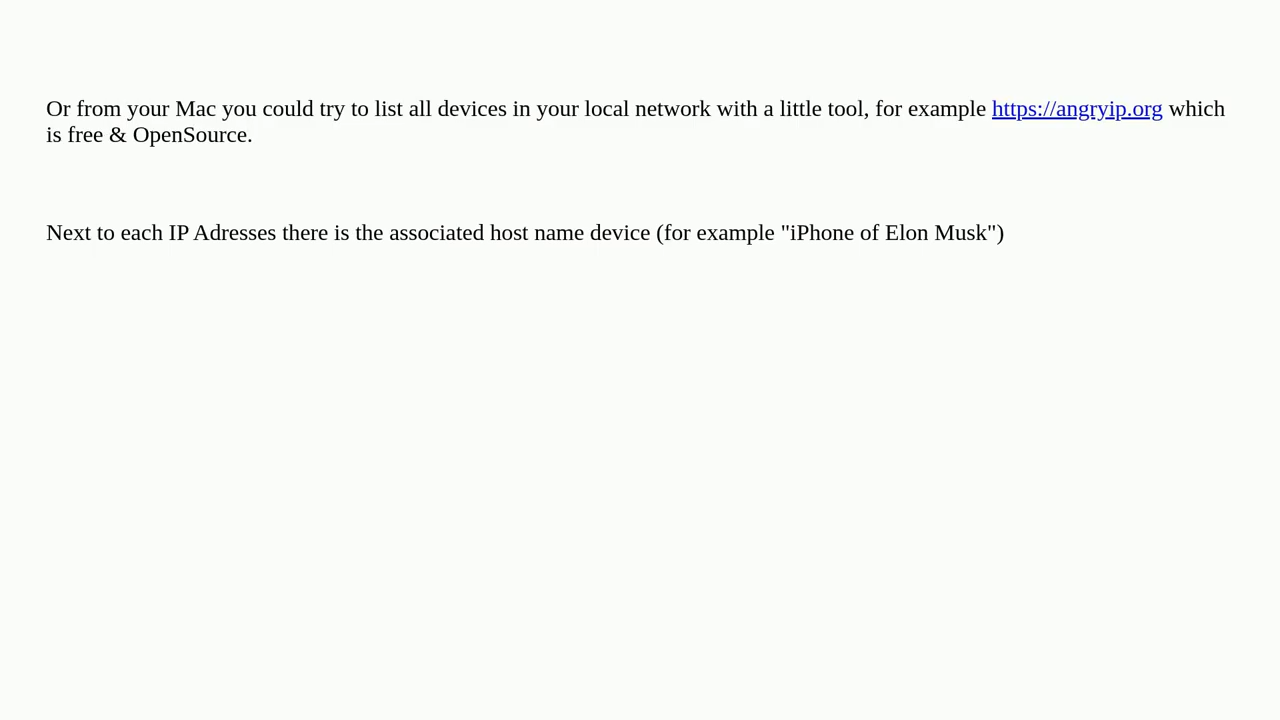 Or from your Mac you could try to list all devices in your local network with a little tool, for example https://angryip.org which
is free & OpenSource.
Next to each IP Adresses there is the associated host name device (for example "iPhone of Elon Musk")